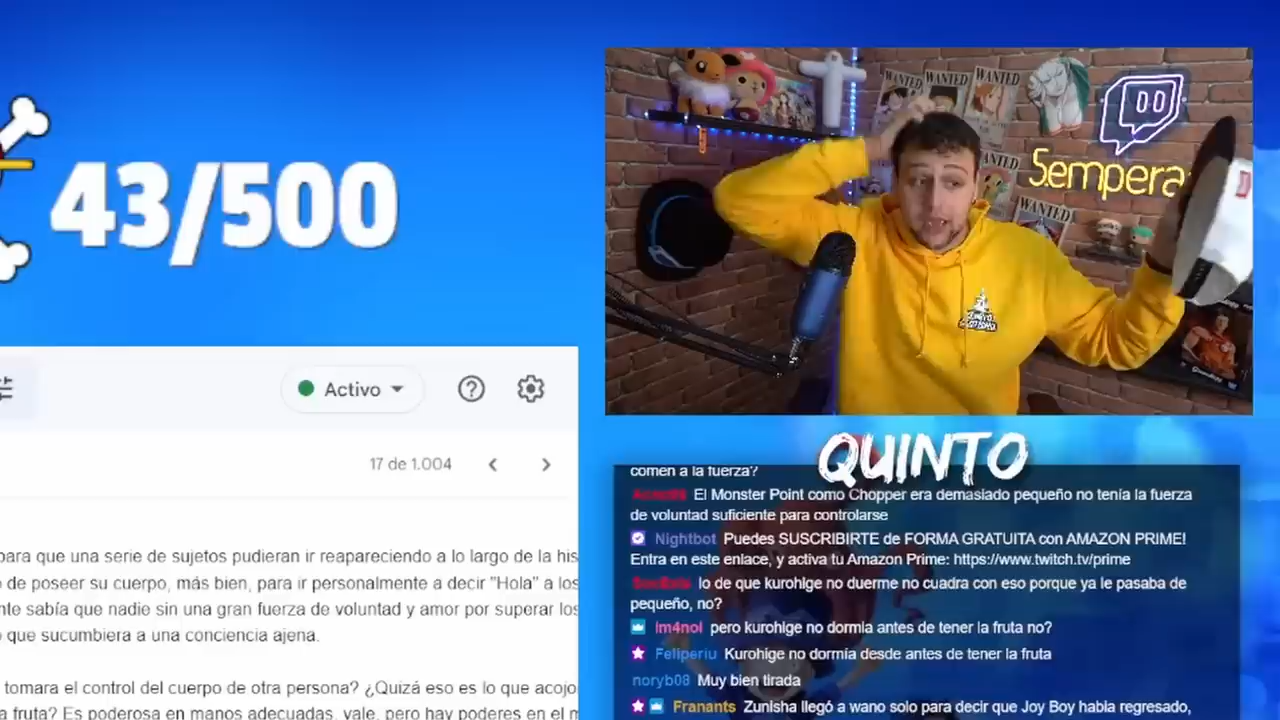 43/500
WANTED
WANTED
WANTED
WANTED
WANTED
Sempera
Activo
17 de 1.004
QUINTO
comen a la fuerza?
El Monster Point como Chopper era demasiado pequeño no tenía la fuerza
de voluntad suficiente para controlarse
Nightbot Puedes SUSCRIBIRTE de FORMA GRATUITA con AMAZON PRIME!
Entra en este enlace, y activa tu Amazon Prime: https://www.twitch.tv/prime
lo de que kurohige no duerme no cuadra con eso porque ya le pasaba de
pequeño, no?
Im4nol pero kurohige no dormia antes de tener la fruta no?
Feliperiu Kurohige no dormía desde antes de tener la fruta
noryb08 Muy bien tirada
Franants Zunisha llegó a wano solo para decir que Joy Boy habia regresado,
para que una serie de sujetos pudieran ir reapareciendo a lo largo de la his
de poseer su cuerpo, más bien, para ir personalmente a decir "Hola" a los
nte sabía que nadie sin una gran fuerza de voluntad y amor por superar los
que sucumbiera a una conciencia ajena.
tomara el control del cuerpo de otra persona? ¿Quizá eso es lo que acojo
a fruta? Es poderosa en manos adecuadas, vale, pero hay poderes en el m